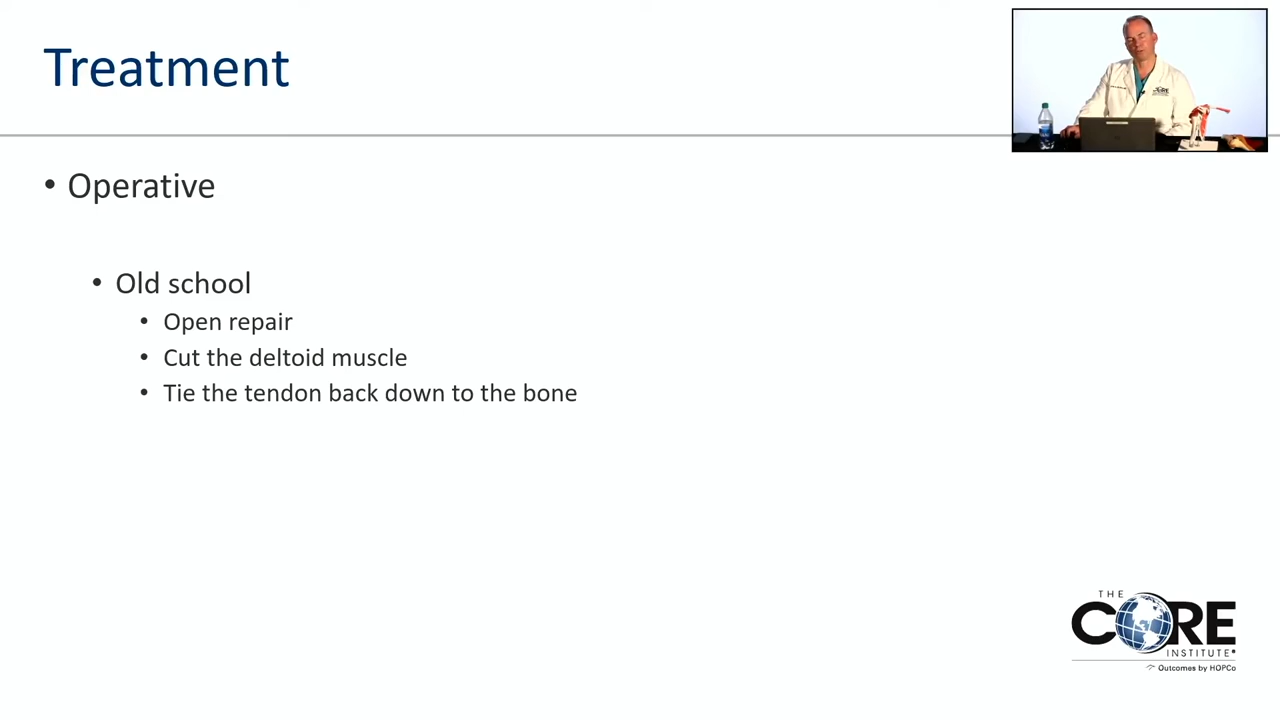 Treatment
• Operative
• Old school
• Open repair
• Cut the deltoid muscle
• Tie the tendon back down to the bone
THE
CORE
INSTITUTE
Outcomes by HOPCo
CORE